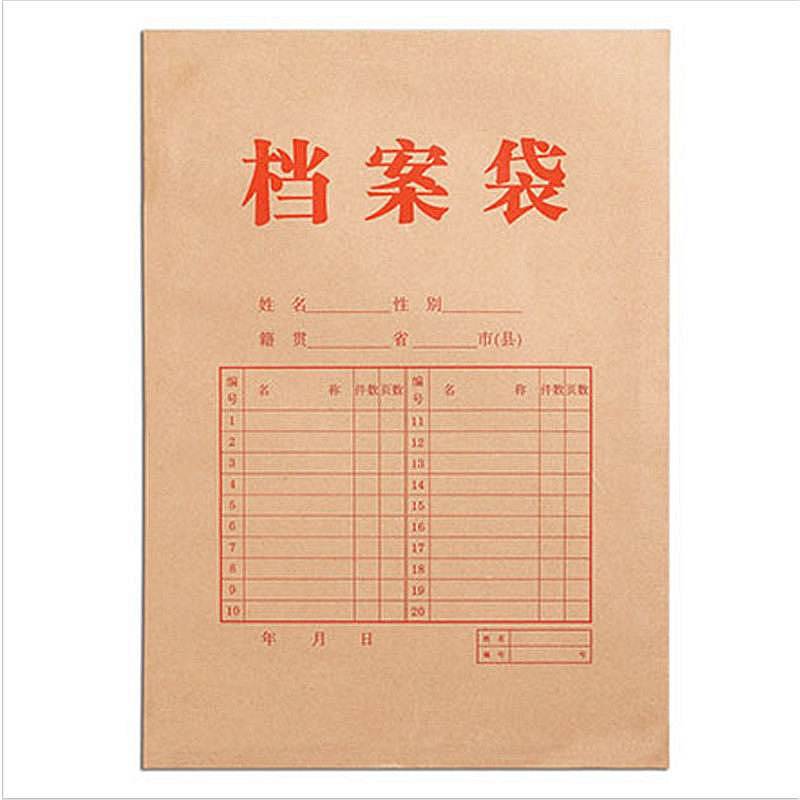 档案袋
姓 名_________性 别_________
籍 贯_________省_______市(县)
编号 名 称 件数 页数 编号 名 称 件数 页数
1 11
2 12
3 13
4 14
5 15
6 16
7 17
8 18
9 19
10 20
年 月 日
姓 名
编 号 号